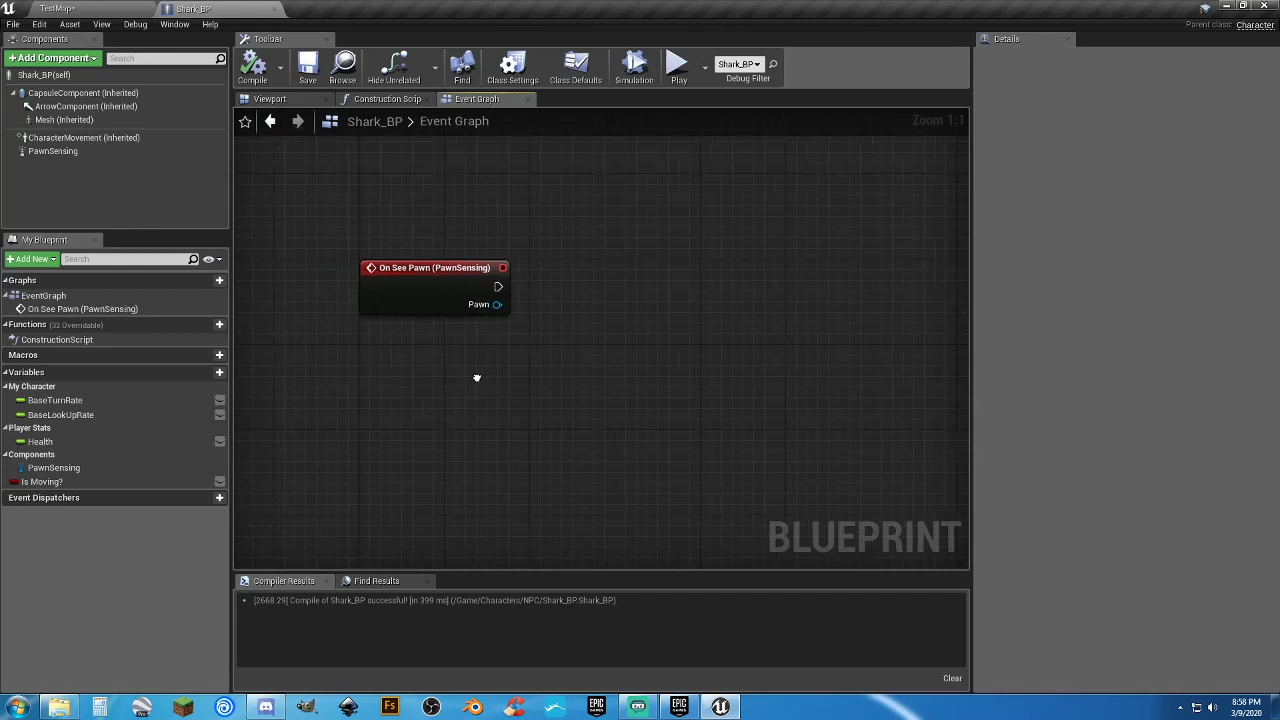 TestMap*
Shark_BP
File
Edit
Asset
View
Debug
Window
Help
Parent class: Character
Components
Toolbar
Details
+Add Component
Search
Compile
Save
Browse
Hide Unrelated
Find
Class Settings
Class Defaults
Simulation
Play
Shark_BP
Debug Filter
Shark_BP(self)
CapsuleComponent (Inherited)
ArrowComponent (Inherited)
Mesh (Inherited)
CharacterMovement (Inherited)
PawnSensing
Viewport
Construction Scrip
Event Graph
Shark_BP > Event Graph
Zoom 1:1
My Blueprint
+Add New
Search
Graphs
EventGraph
On See Pawn (PawnSensing)
Functions (32 Overridable)
ConstructionScript
Macros
Variables
My Character
BaseTurnRate
BaseLookUpRate
Player Stats
Health
Components
PawnSensing
Is Moving?
Event Dispatchers
On See Pawn (PawnSensing)
Pawn
BLUEPRINT
Compiler Results
Find Results
[2668.29] Compile of Shark_BP successful! [in 399 ms] (/Game/Characters/NPC/Shark_BP.Shark_BP)
Clear
Pro
Fs
EPIC
GAMES
EPIC
GAMES
8:58 PM
3/9/2020